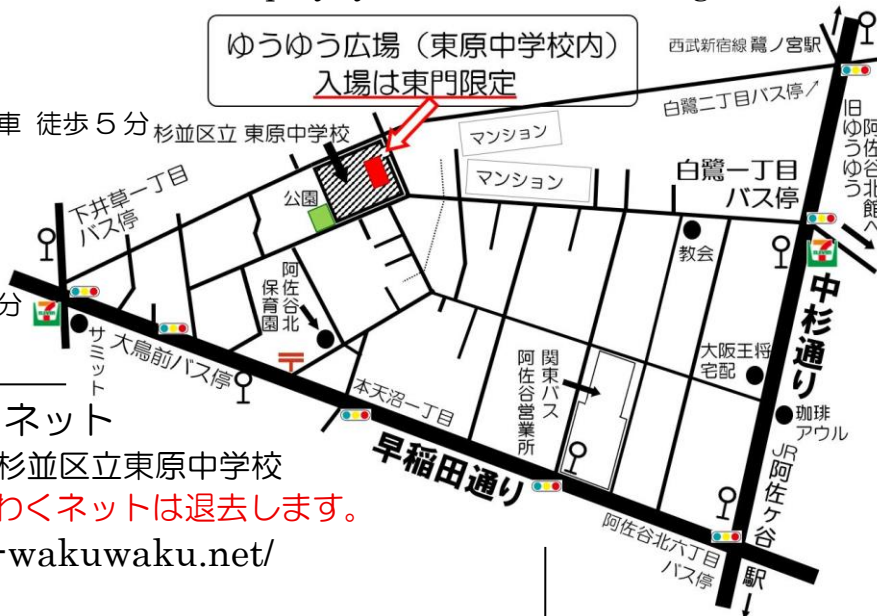 ゆうゆう広場（東原中学校内）
入場は東門限定
西武新宿線 鷺ノ宮駅
白鷺二丁目バス停
車 徒歩５分
杉並区立 東原中学校
マンション
マンション
旧ゆうゆう
阿佐谷北館へ
白鷺一丁目
バス停
下井草一丁目
バス停
公園
教会
7 ELEVEN
阿佐谷北
保育園
分
7 ELEVEN
サミット
大鳥前バス停
中杉通り
大阪王将
宅配
関東バス
阿佐谷営業所
本天沼一丁目
珈琲
アウル
ネット
早稲田通り
杉並区立東原中学校
わくネットは退去します。
-wakuwaku.net/
JR阿佐ヶ谷駅
阿佐谷北六丁目
バス停